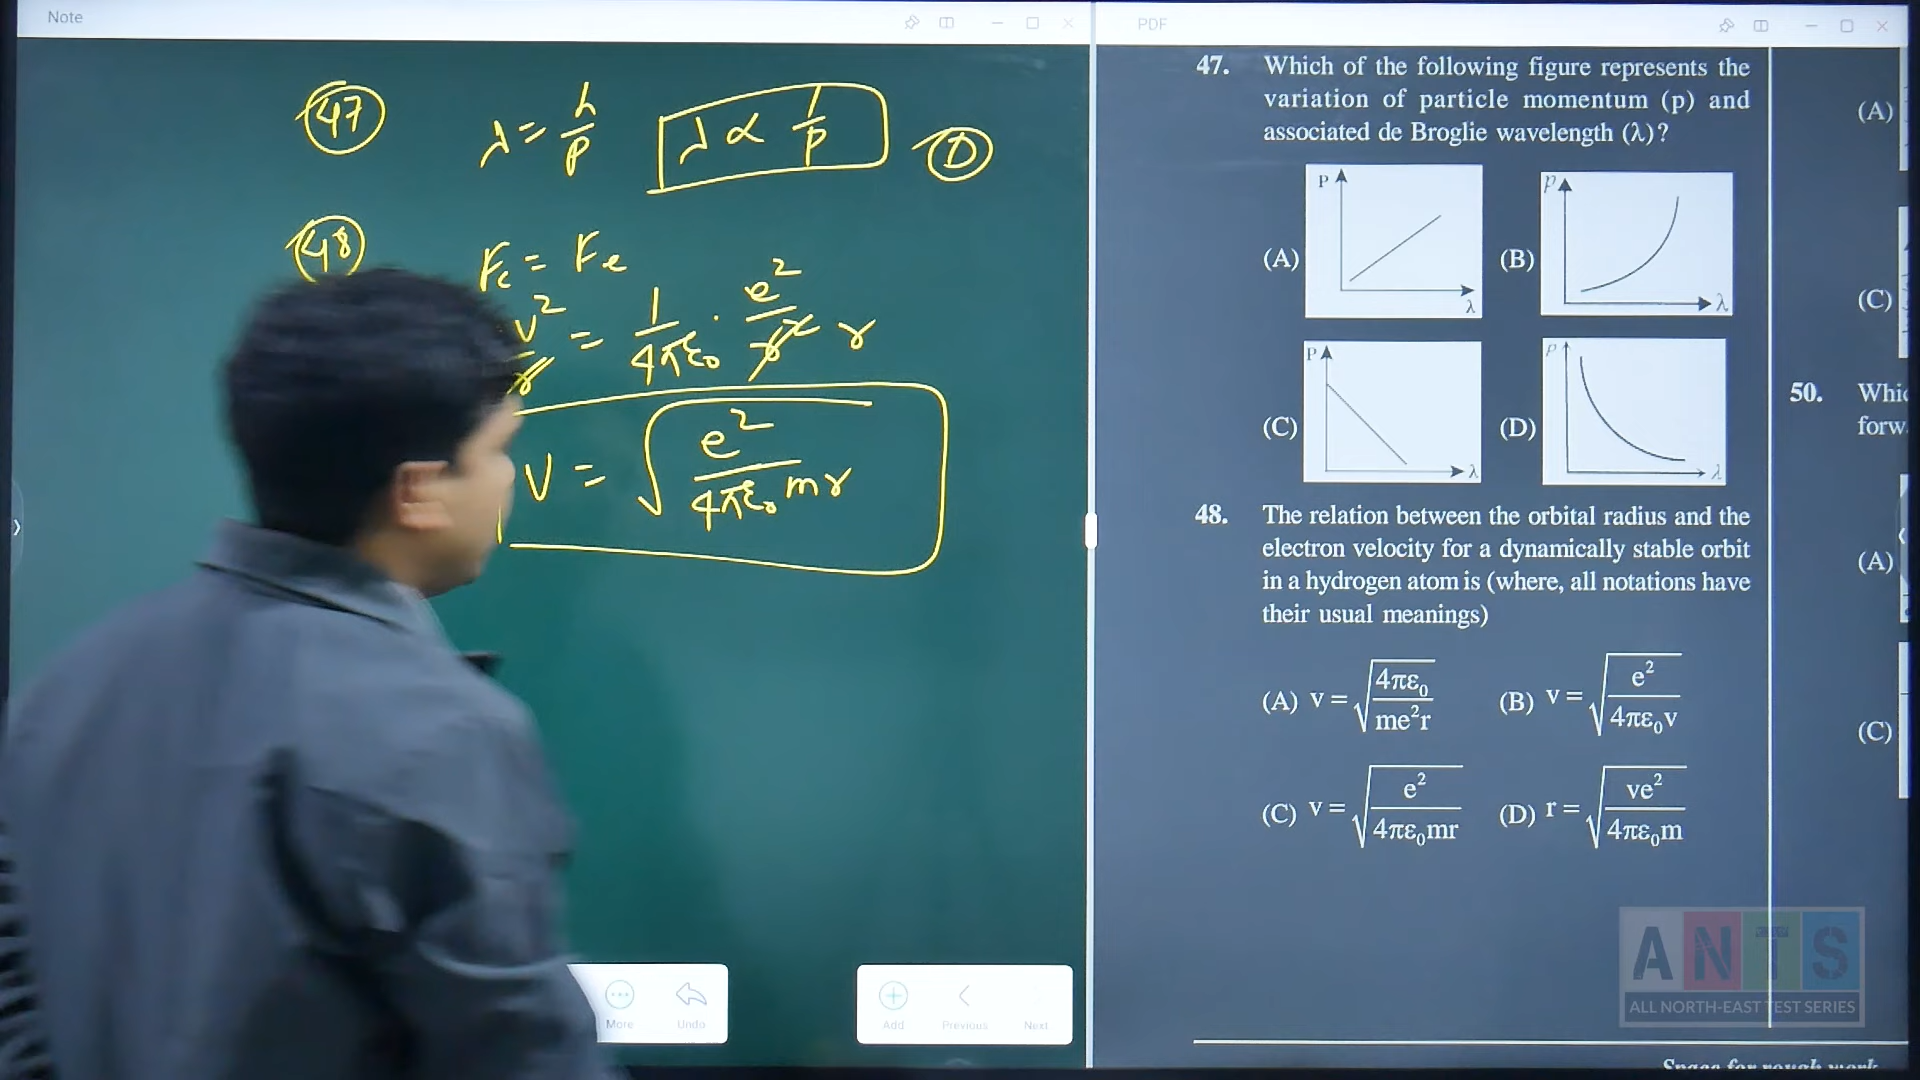 Note
PDF
47
λ = h/p
λ ∝ 1/p
D
48
Fc = Fe
v²/r = 1/4πε₀ · e²/r² r
v = √(e²/4πε₀mr)
More
Undo
Add
Previous
Next
47. Which of the following figure represents the
variation of particle momentum (p) and
associated de Broglie wavelength (λ)?
(A) P λ
(B) p λ
(C) P λ
(D) p λ
48. The relation between the orbital radius and the
electron velocity for a dynamically stable orbit
in a hydrogen atom is (where, all notations have
their usual meanings)
(A) v = √(4πε₀/me²r)
(B) v = √(e²/4πε₀v)
(C) v = √(e²/4πε₀mr)
(D) r = √(ve²/4πε₀m)
(A)
(C)
50.
forw
(A)
(C)
ANTS
ALL NORTH-EAST TEST SERIES